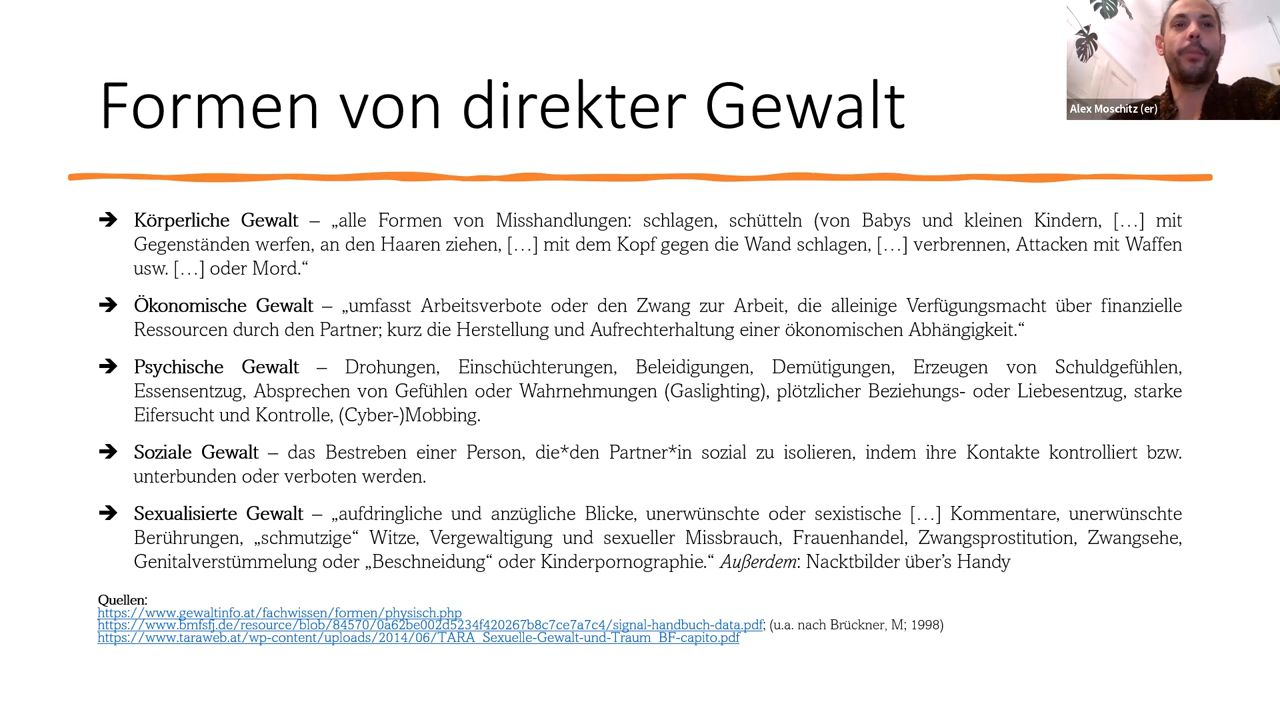 Formen von direkter Gewalt
Alex Moschitz (er)
➔ Körperliche Gewalt – „alle Formen von Misshandlungen: schlagen, schütteln (von Babys und kleinen Kindern, […] mit
Gegenständen werfen, an den Haaren ziehen, […] mit dem Kopf gegen die Wand schlagen, […] verbrennen, Attacken mit Waffen
usw. […] oder Mord.“
➔ Ökonomische Gewalt – „umfasst Arbeitsverbote oder den Zwang zur Arbeit, die alleinige Verfügungsmacht über finanzielle
Ressourcen durch den Partner; kurz die Herstellung und Aufrechterhaltung einer ökonomischen Abhängigkeit.“
➔ Psychische Gewalt – Drohungen, Einschüchterungen, Beleidigungen, Demütigungen, Erzeugen von Schuldgefühlen,
Essensentzug, Absprechen von Gefühlen oder Wahrnehmungen (Gaslighting), plötzlicher Beziehungs- oder Liebesentzug, starke
Eifersucht und Kontrolle, (Cyber-)Mobbing.
➔ Soziale Gewalt – das Bestreben einer Person, die*den Partner*in sozial zu isolieren, indem ihre Kontakte kontrolliert bzw.
unterbunden oder verboten werden.
➔ Sexualisierte Gewalt – „aufdringliche und anzügliche Blicke, unerwünschte oder sexistische […] Kommentare, unerwünschte
Berührungen, „schmutzige“ Witze, Vergewaltigung und sexueller Missbrauch, Frauenhandel, Zwangsprostitution, Zwangsehe,
Genitalverstümmelung oder „Beschneidung“ oder Kinderpornographie.“ Außerdem: Nacktbilder über’s Handy
Quellen:
https://www.gewaltinfo.at/fachwissen/formen/physisch.php
https://www.bmfsfj.de/resource/blob/84570/0a62be002d5234f420267b8c7ce7a7c4/signal-handbuch-data.pdf; (u.a. nach Brückner, M; 1998)
https://www.taraweb.at/wp-content/uploads/2014/06/TARA_Sexuelle-Gewalt-und-Traum_BF-capito.pdf